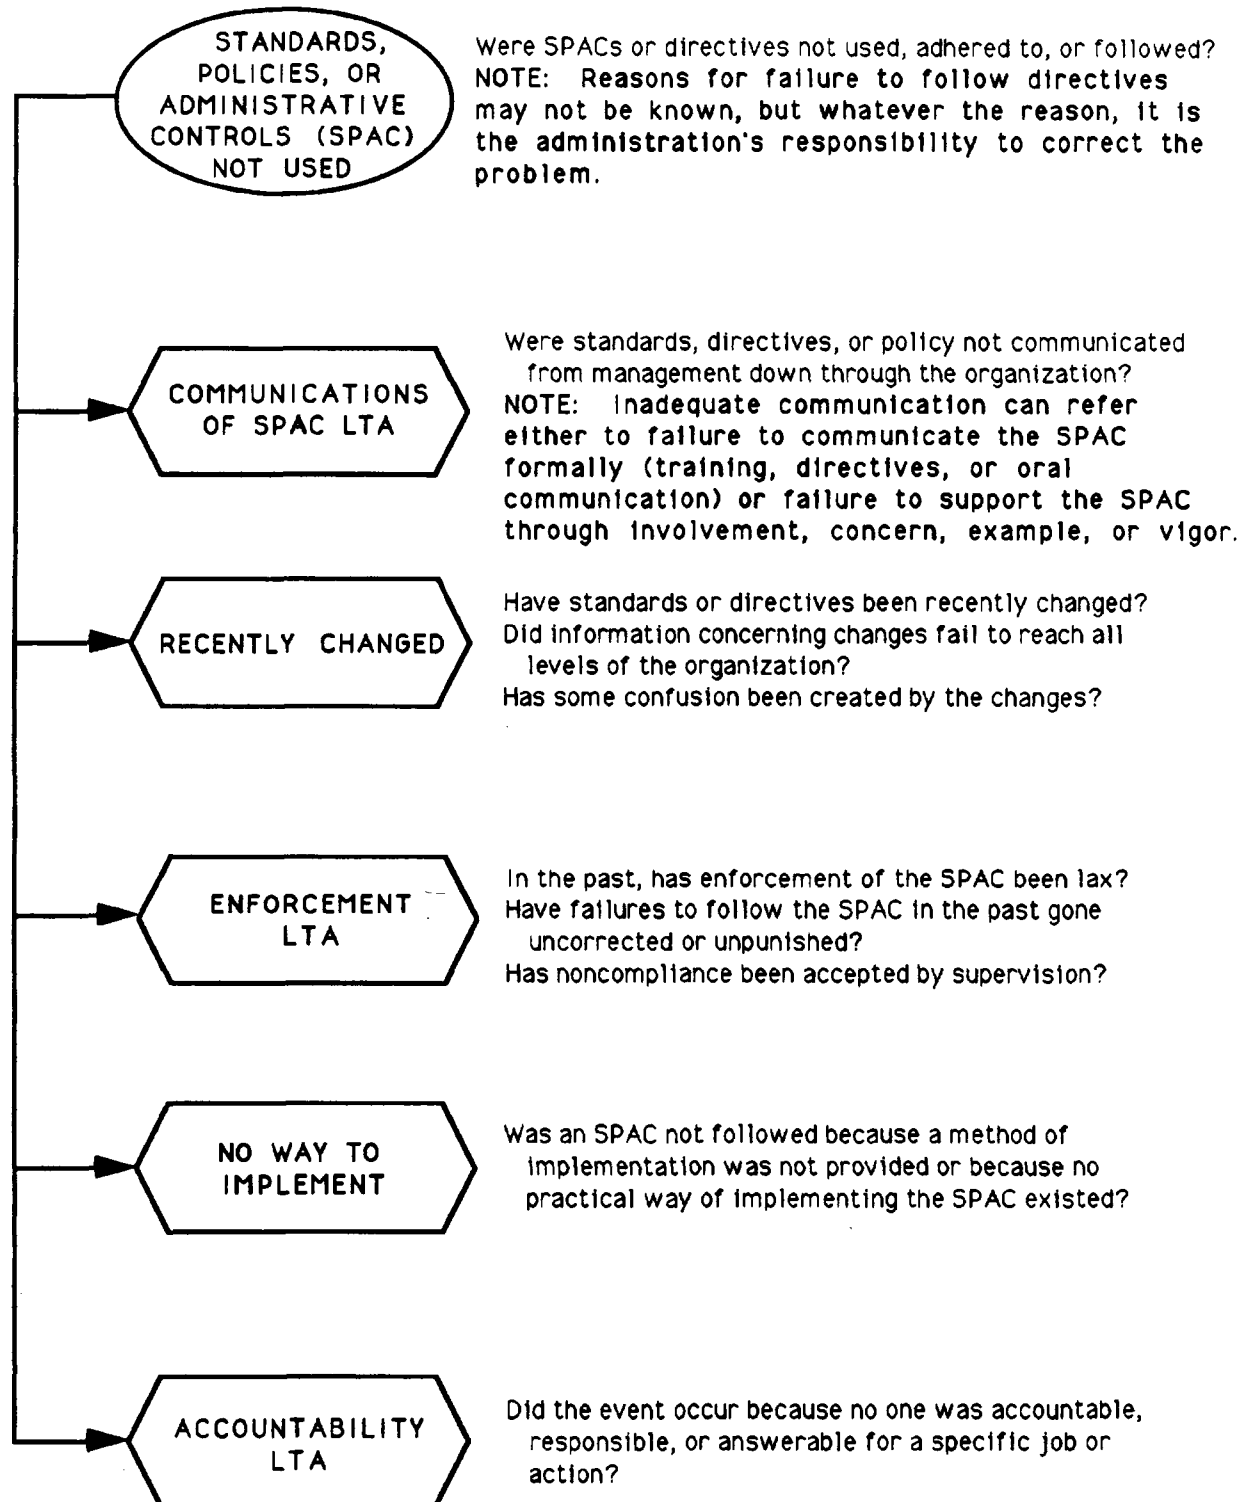 STANDARDS,
POLICIES, OR
ADMINISTRATIVE
CONTROLS (SPAC)
NOT USED
Were SPACs or directives not used, adhered to, or followed?
NOTE: Reasons for failure to follow directives
may not be known, but whatever the reason, it is
the administration's responsibility to correct the
problem.
COMMUNICATIONS
OF SPAC LTA
Were standards, directives, or policy not communicated
from management down through the organization?
NOTE: Inadequate communication can refer
either to failure to communicate the SPAC
formally (training, directives, or oral
communication) or failure to support the SPAC
through involvement, concern, example, or vigor.
RECENTLY CHANGED
Have standards or directives been recently changed?
Did information concerning changes fail to reach all
levels of the organization?
Has some confusion been created by the changes?
ENFORCEMENT
LTA
In the past, has enforcement of the SPAC been lax?
Have failures to follow the SPAC in the past gone
uncorrected or unpunished?
Has noncompliance been accepted by supervision?
NO WAY TO
IMPLEMENT
Was an SPAC not followed because a method of
implementation was not provided or because no
practical way of implementing the SPAC existed?
ACCOUNTABILITY
LTA
Did the event occur because no one was accountable,
responsible, or answerable for a specific job or
action?